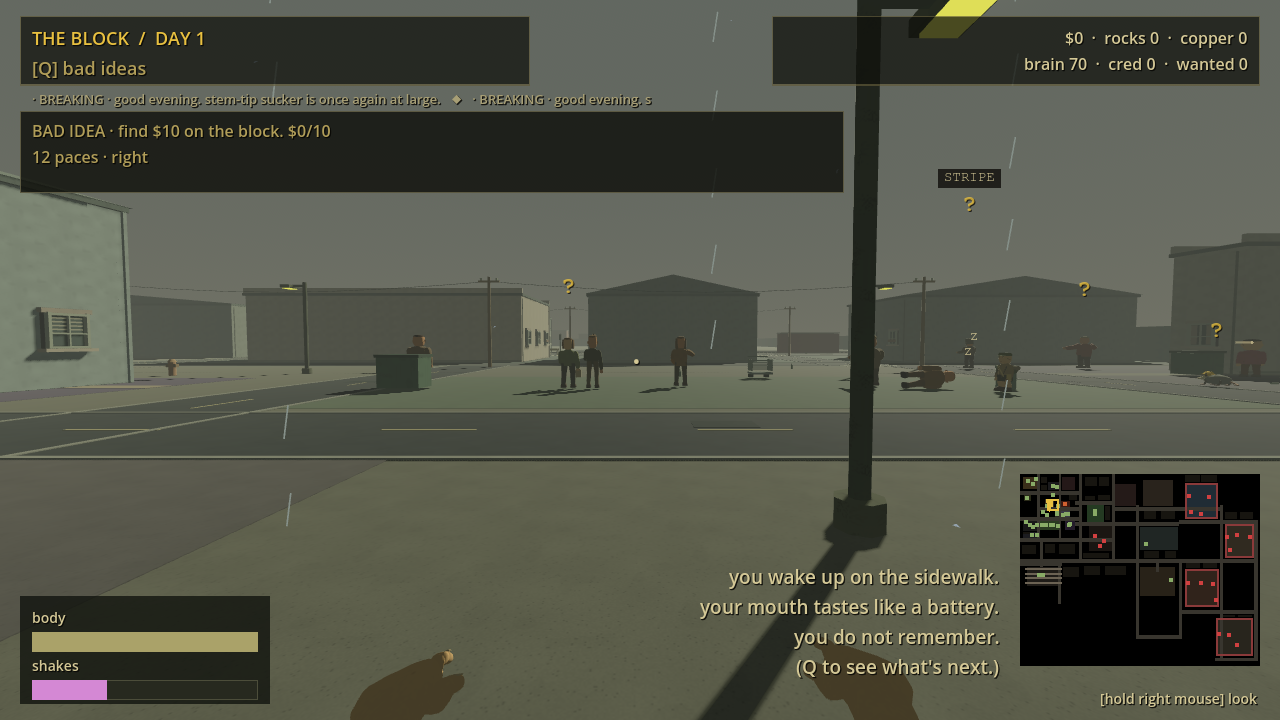 THE BLOCK / DAY 1
[Q] bad ideas
$0 · rocks 0 · copper 0
brain 70 · cred 0 · wanted 0
· BREAKING · good evening. stem-tip sucker is once again at large. ◆ · BREAKING · good evening. s
BAD IDEA · find $10 on the block. $0/10
12 paces · right
STRIPE
?
?
?
?
z
z
you wake up on the sidewalk.
your mouth tastes like a battery.
you do not remember.
(Q to see what's next.)
body
shakes
[hold right mouse] look